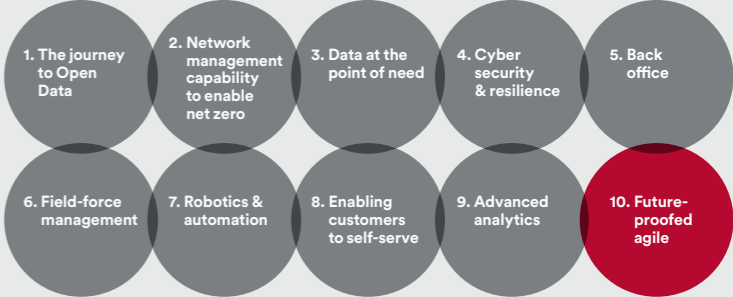 1. The journey
to Open
Data
2. Network
management
capability
to enable
net zero
3. Data at the
point of need
4. Cyber
security
& resilience
5. Back
office
6. Field-force
management
7. Robotics &
automation
8. Enabling
customers
to self-serve
9. Advanced
analytics
10. Future-
proofed
agile